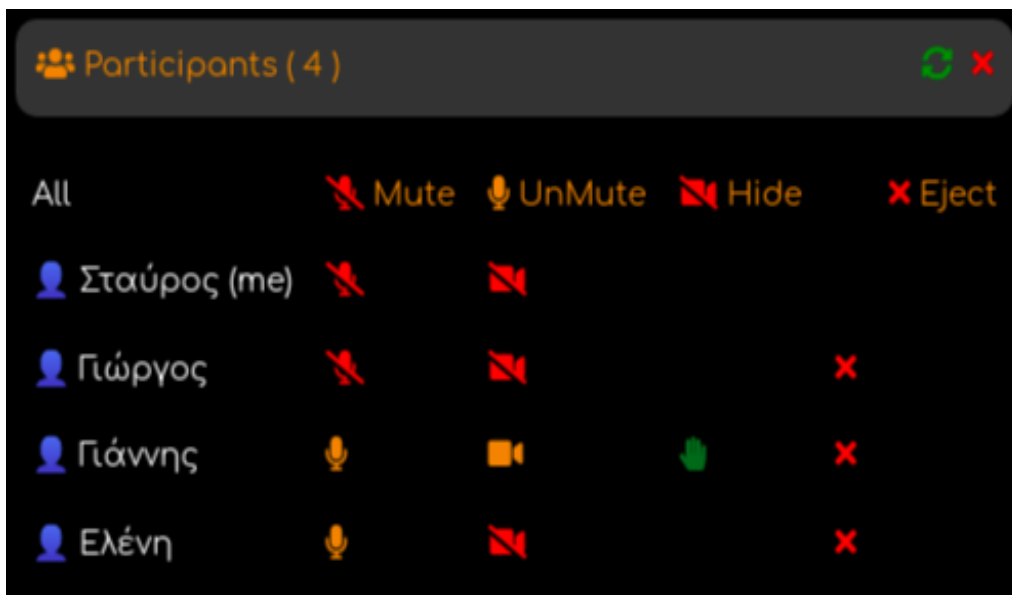 Participants ( 4 )
All Mute UnMute Hide Eject
Σταύρος (me)
Γιώργος
Γιάννης
Ελένη